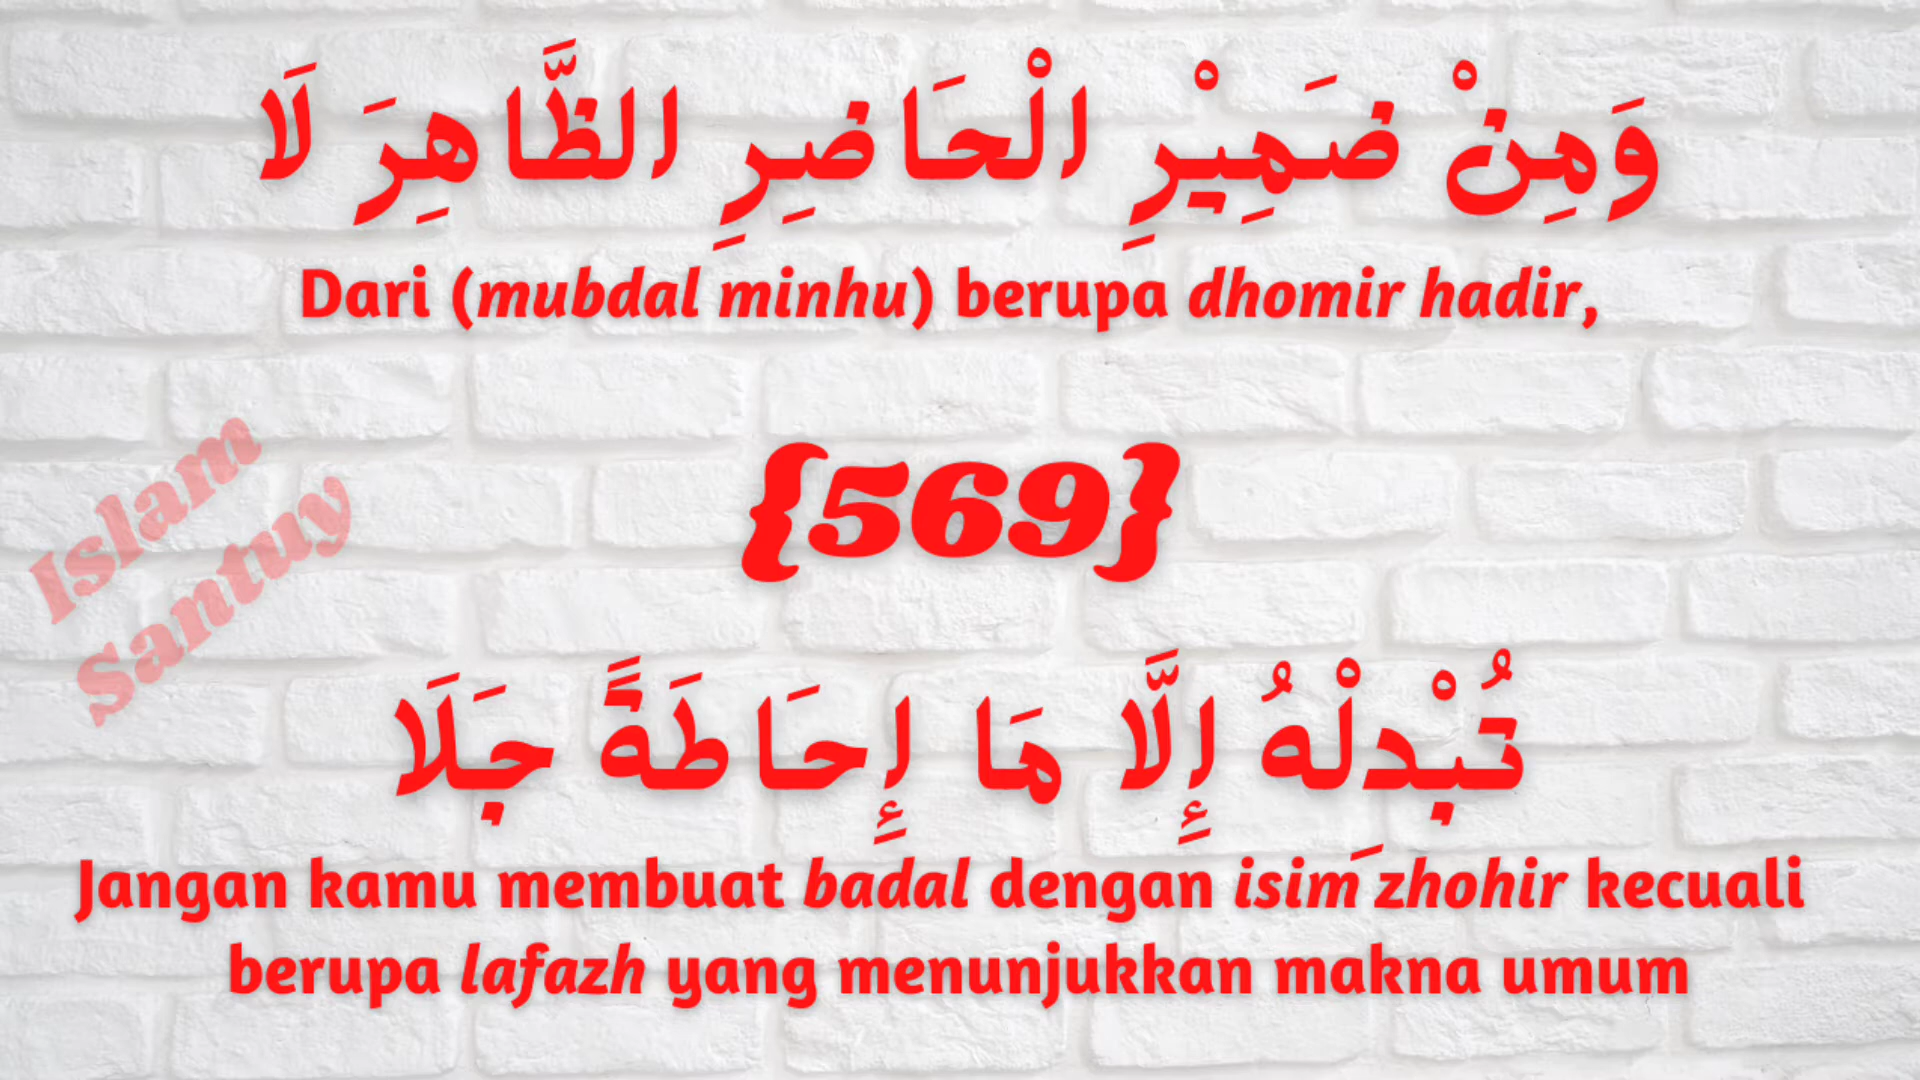 وَمِنْ ضَمِيْرِ الْحَاضِرِ الظَّاهِرَ لَا
Dari (mubdal minhu) berupa dhomir hadir,
{569}
Islam
Santuy
تُبْدِلْهُ إِلَّا مَا إِحَاطَةً جَلَا
Jangan kamu membuat badal dengan isim zhohir kecuali
berupa lafazh yang menunjukkan makna umum